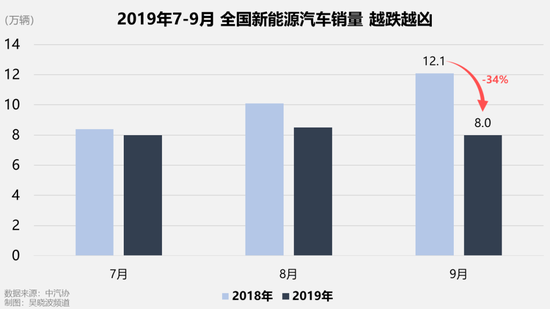 2019年7-9月 全国新能源汽车销量 越跌越凶
(万辆)
14
12
10
8
6
4
2
0
12.1
-34%
8.0
7月
8月
9月
2018年 2019年
数据来源:中汽协
制图:吴晓波频道